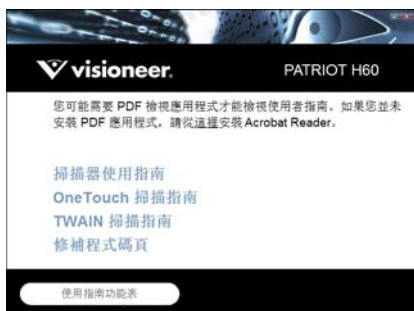 visioneer.
PATRIOT H60
您可能需要 PDF 檢視應用程式才能檢視使用者指南。如果您並未
安裝 PDF 應用程式，請從這裡安裝 Acrobat Reader。
掃描器使用指南
OneTouch 掃描指南
TWAIN 掃描指南
修補程式碼頁
使用指南功能表